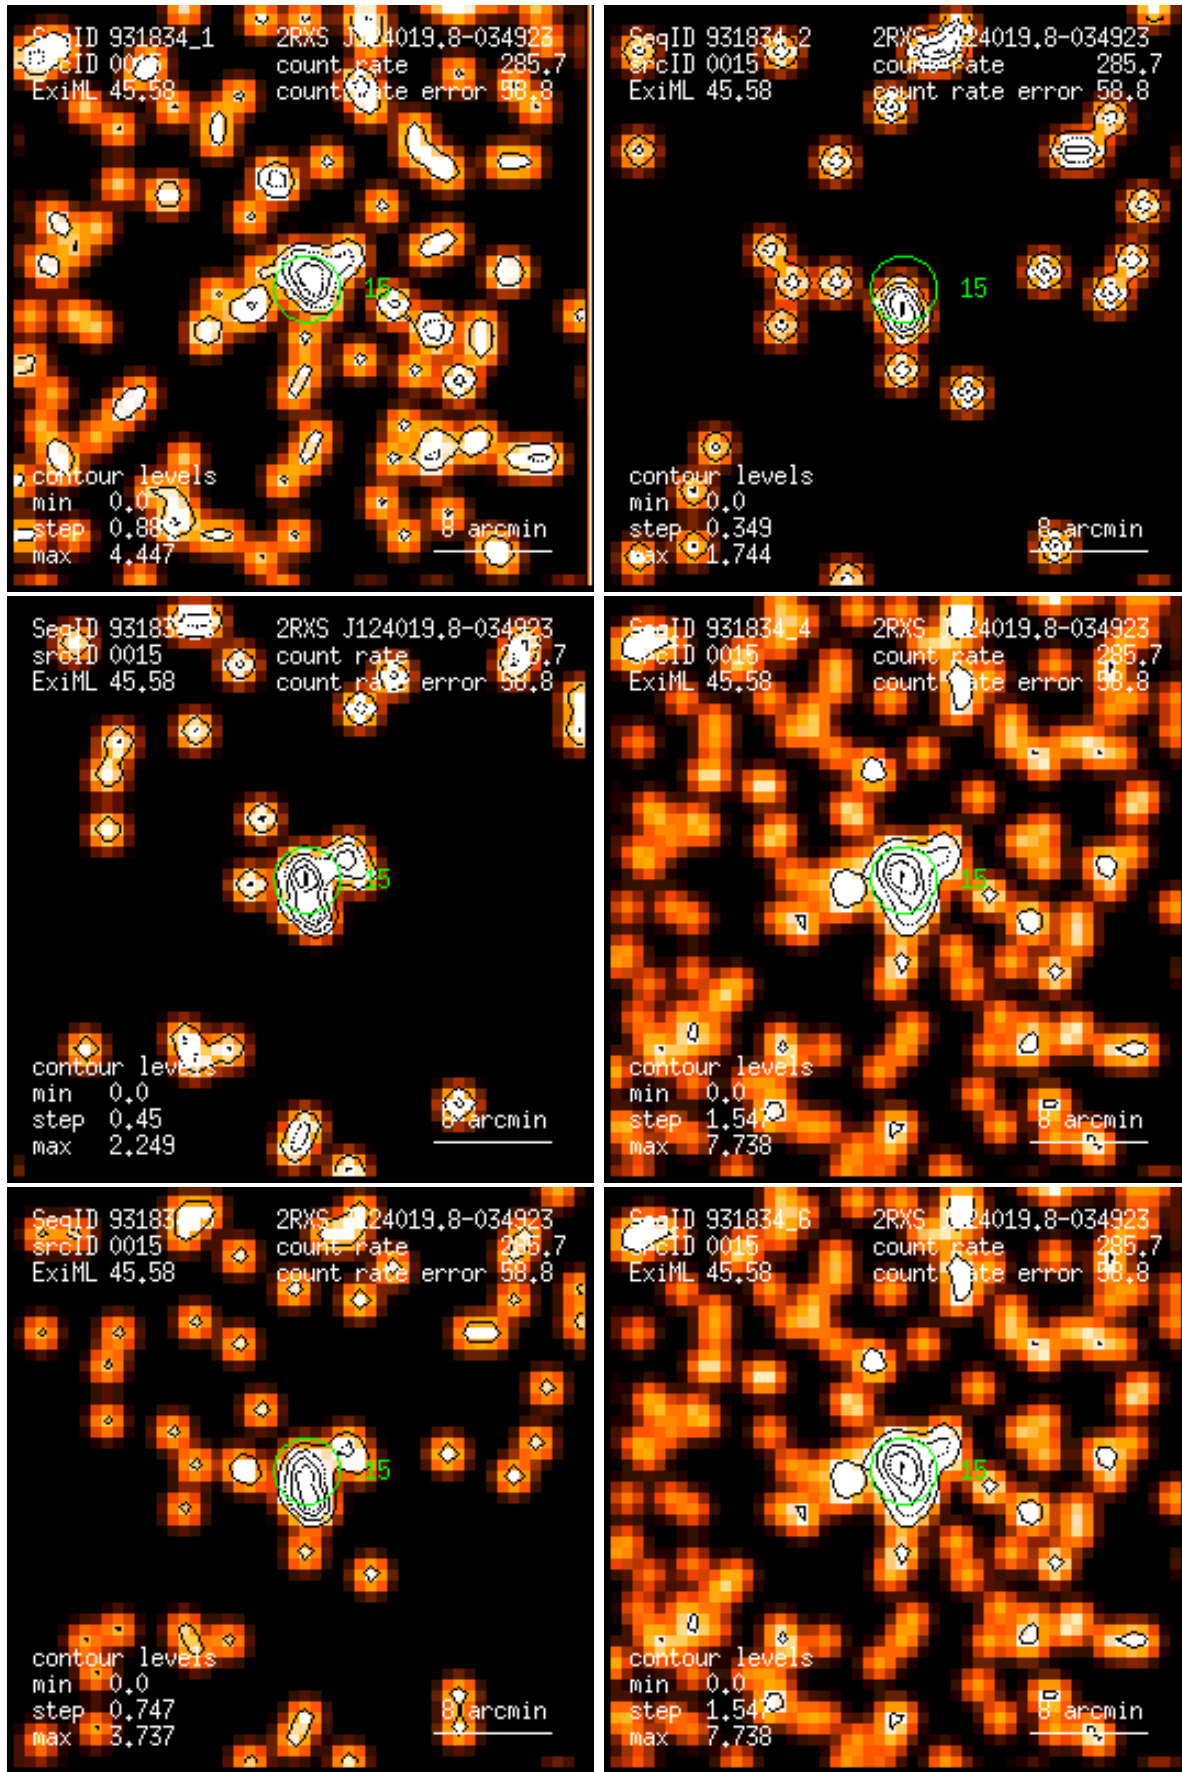 SeqID 931834_1 2RXS J124019.8-034923
srcID 0015 count rate 285.7
ExiML 45.58 count rate error 58.8
15
contour levels
min 0.0
step 0.88
max 4.447
8 arcmin
SeqID 931834_2 2RXS J124019.8-034923
srcID 0015 count rate 285.7
ExiML 45.58 count rate error 58.8
15
contour levels
min 0.0
step 0.349
max 1.744
8 arcmin
SeqID 93183 2RXS J124019.8-034923
srcID 0015 count rate 285.7
ExiML 45.58 count rate error 58.8
15
contour levels
min 0.0
step 0.45
max 2.249
8 arcmin
SeqID 931834_4 2RXS J124019.8-034923
srcID 0015 count rate 285.7
ExiML 45.58 count rate error 58.8
15
contour levels
min 0.0
step 1.547
max 7.738
8 arcmin
SeqID 93183 2RXS J124019.8-034923
srcID 0015 count rate 285.7
ExiML 45.58 count rate error 58.8
15
contour levels
min 0.0
step 0.747
max 3.737
8 arcmin
SeqID 931834_6 2RXS J124019.8-034923
srcID 0015 count rate 285.7
ExiML 45.58 count rate error 58.8
15
contour levels
min 0.0
step 1.547
max 7.738
8 arcmin